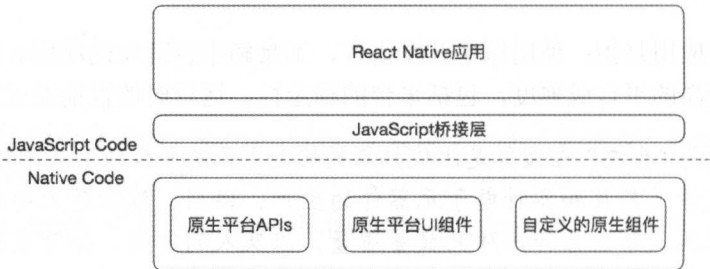 React Native应用
JavaScript桥接层
JavaScript Code
Native Code
原生平台APIs
原生平台UI组件
自定义的原生组件